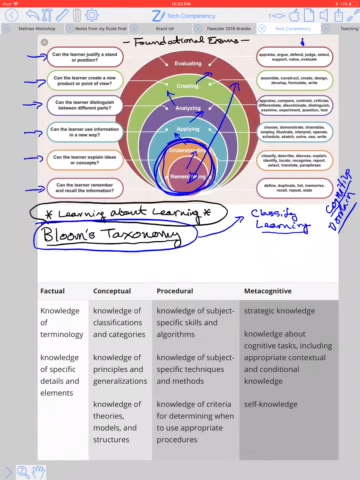 iPad
12:03 PM
Tech Competency
Tech Competency
Foundational Exams
Can the learner justify a stand
or position?
Evaluating
appraise, argue, defend, judge, select,
support, value, evaluate
Can the learner create a new
product or point of view?
Creating
assemble, construct, create, design,
develop, formulate, write
Can the learner distinguish
between different parts?
Analyzing
appraise, compare, contrast, criticize,
differentiate, discriminate, distinguish,
examine, experiment, question, test
Can the learner use information
in a new way?
Applying
choose, demonstrate, dramatize,
employ, illustrate, interpret, operate,
schedule, sketch, solve, use, write
Can the learner explain ideas
or concepts?
Understanding
classify, describe, discuss, explain,
identify, locate, recognize, report,
select, translate, paraphrase
Can the learner remember
and recall the information?
Remembering
define, duplicate, list, memorize,
recall, repeat, state
* Learning about Learning *
Bloom's Taxonomy
Classify
Learning
Cognitive
Domain
Factual
Conceptual
Procedural
Metacognitive
Knowledge
of
terminology
knowledge
of specific
details and
elements
knowledge of
classifications
and categories
knowledge of
principles and
generalizations
knowledge of
theories,
models, and
structures
knowledge of subject-
specific skills and
algorithms
knowledge of subject-
specific techniques
and methods
knowledge of criteria
for determining when
to use appropriate
procedures
strategic knowledge
knowledge about
cognitive tasks, including
appropriate contextual
and conditional
knowledge
self-knowledge